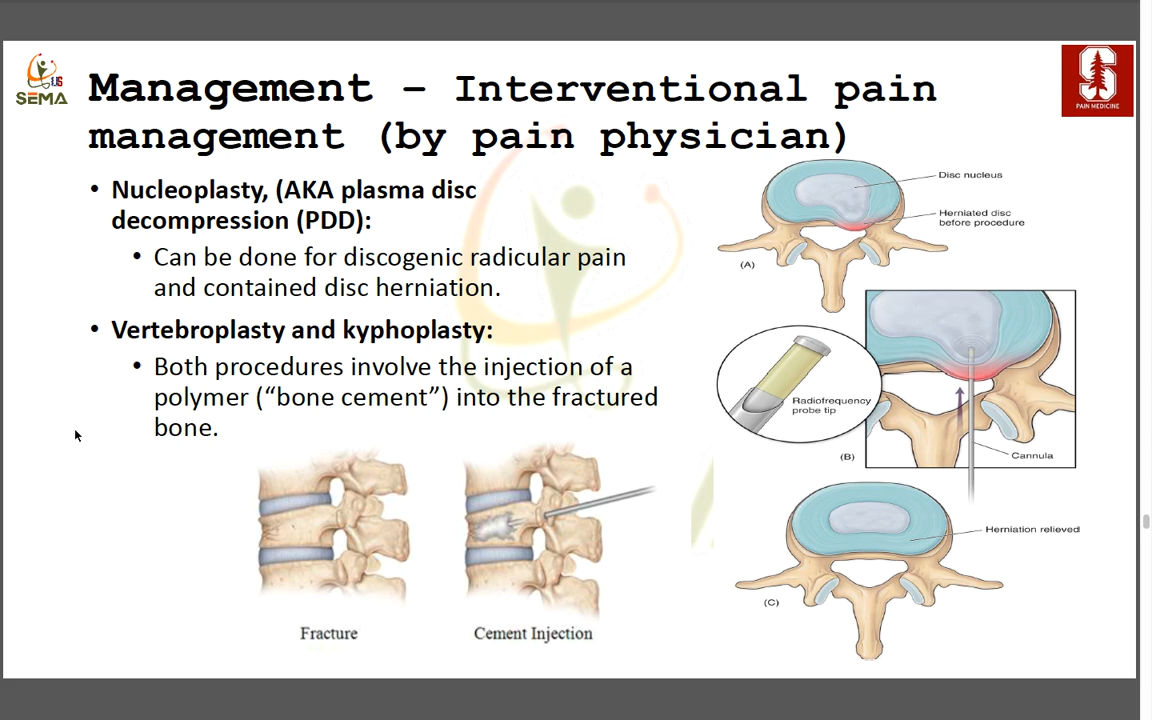 US
SEMA
Management – Interventional pain
management (by pain physician)
S
PAIN MEDICINE
• Nucleoplasty, (AKA plasma disc
decompression (PDD):
• Can be done for discogenic radicular pain
and contained disc herniation.
• Vertebroplasty and kyphoplasty:
• Both procedures involve the injection of a
polymer (“bone cement”) into the fractured
bone.
Fracture
Cement Injection
Disc nucleus
Herniated disc
before procedure
(A)
Radiofrequency
probe tip
(B)
Cannula
Herniation relieved
(C)